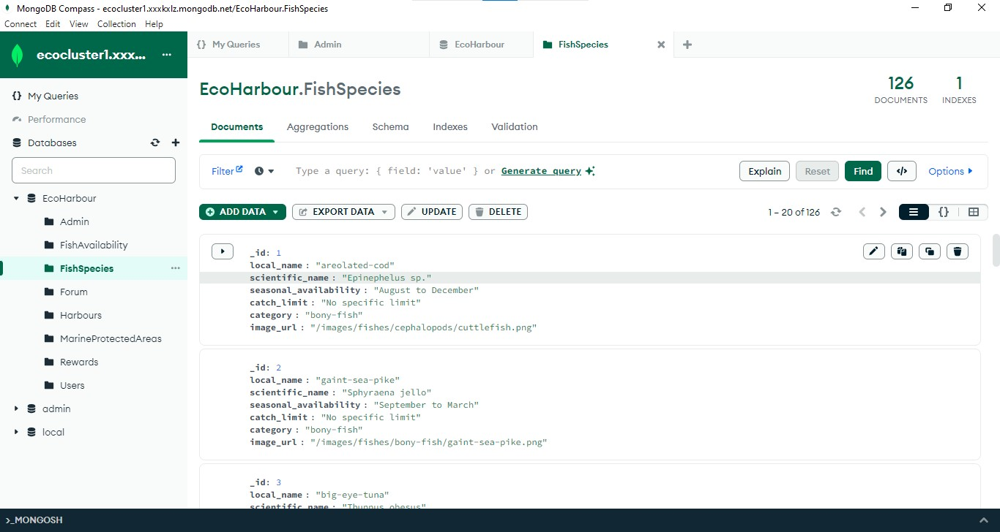 MongoDB Compass - ecocluster1.xxxkxlz.mongodb.net/EcoHarbour.FishSpecies
Connect Edit View Collection Help
ecocluster1.xxx...
My Queries
Performance
Databases
Search
EcoHarbour
Admin
FishAvailability
FishSpecies
Forum
Harbours
MarineProtectedAreas
Rewards
Users
admin
local
{} My Queries Admin EcoHarbour FishSpecies
EcoHarbour.FishSpecies
126 DOCUMENTS
1 INDEXES
Documents Aggregations Schema Indexes Validation
Filter Type a query: { field: 'value' } or Generate query Explain Reset Find </> Options
ADD DATA EXPORT DATA UPDATE DELETE 1 – 20 of 126 {}
_id: 1
local_name : "areolated-cod"
scientific_name : "Epinephelus sp."
seasonal_availability : "August to December"
catch_limit : "No specific limit"
category : "bony-fish"
image_url : "/images/fishes/cephalopods/cuttlefish.png"
_id: 2
local_name : "gaint-sea-pike"
scientific_name : "Sphyraena jello"
seasonal_availability : "September to March"
catch_limit : "No specific limit"
category : "bony-fish"
image_url : "/images/fishes/bony-fish/gaint-sea-pike.png"
_id: 3
local_name : "big-eye-tuna"
scientific_name : "Thunnus obesus"
>_MONGOSH